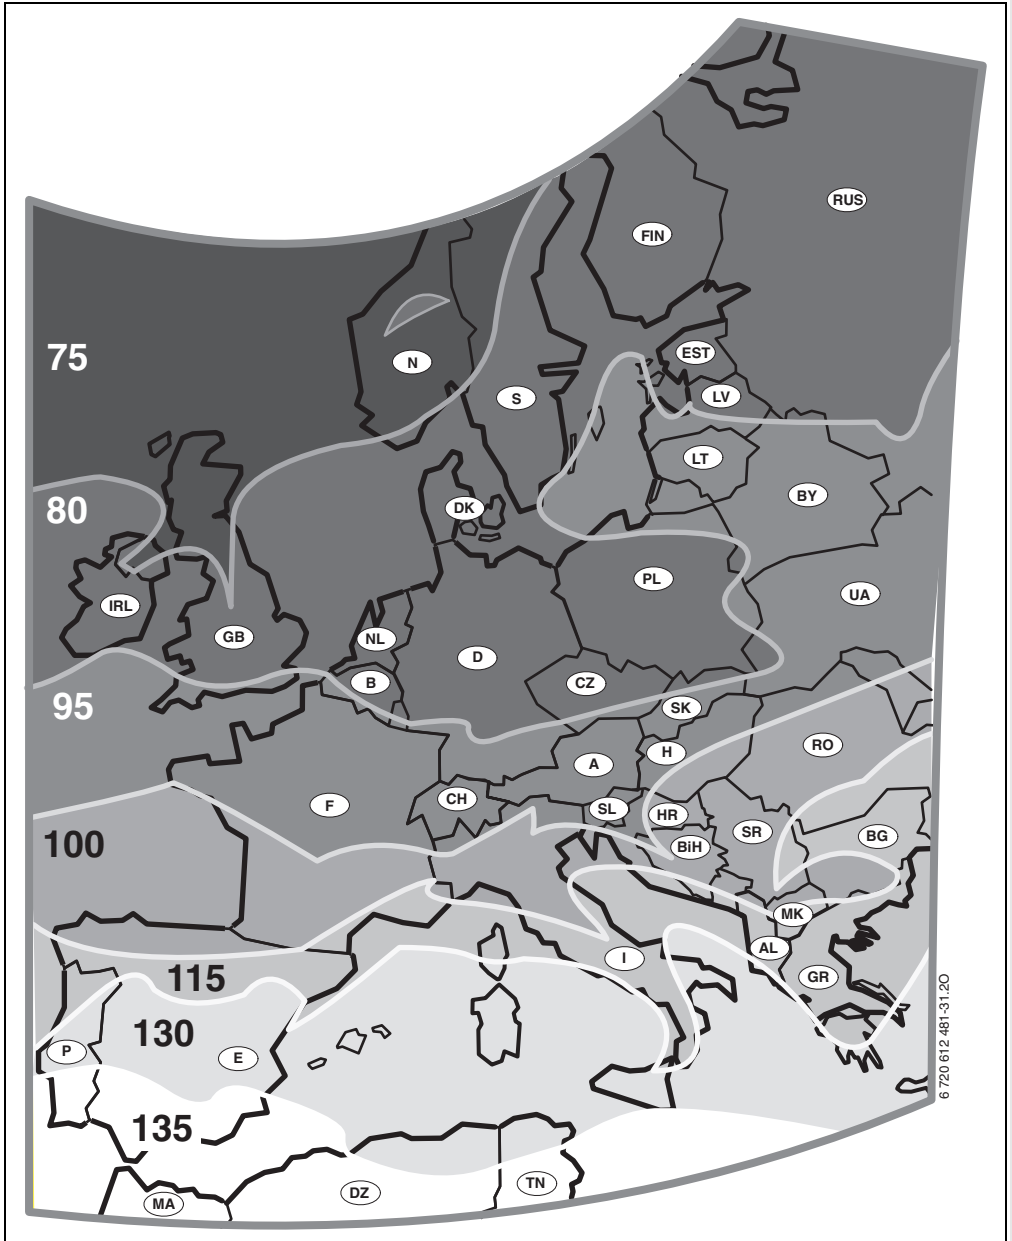 RUS
FIN
75
N
EST
S
LV
LT
80
DK
BY
PL
UA
IRL
GB
NL
D
B
CZ
95
SK
RO
H
A
F
CH
SL
HR
SR
BG
100
BiH
MK
AL
I
GR
115
130
P
E
135
MA
DZ
TN
6 720 612 481-31.2O